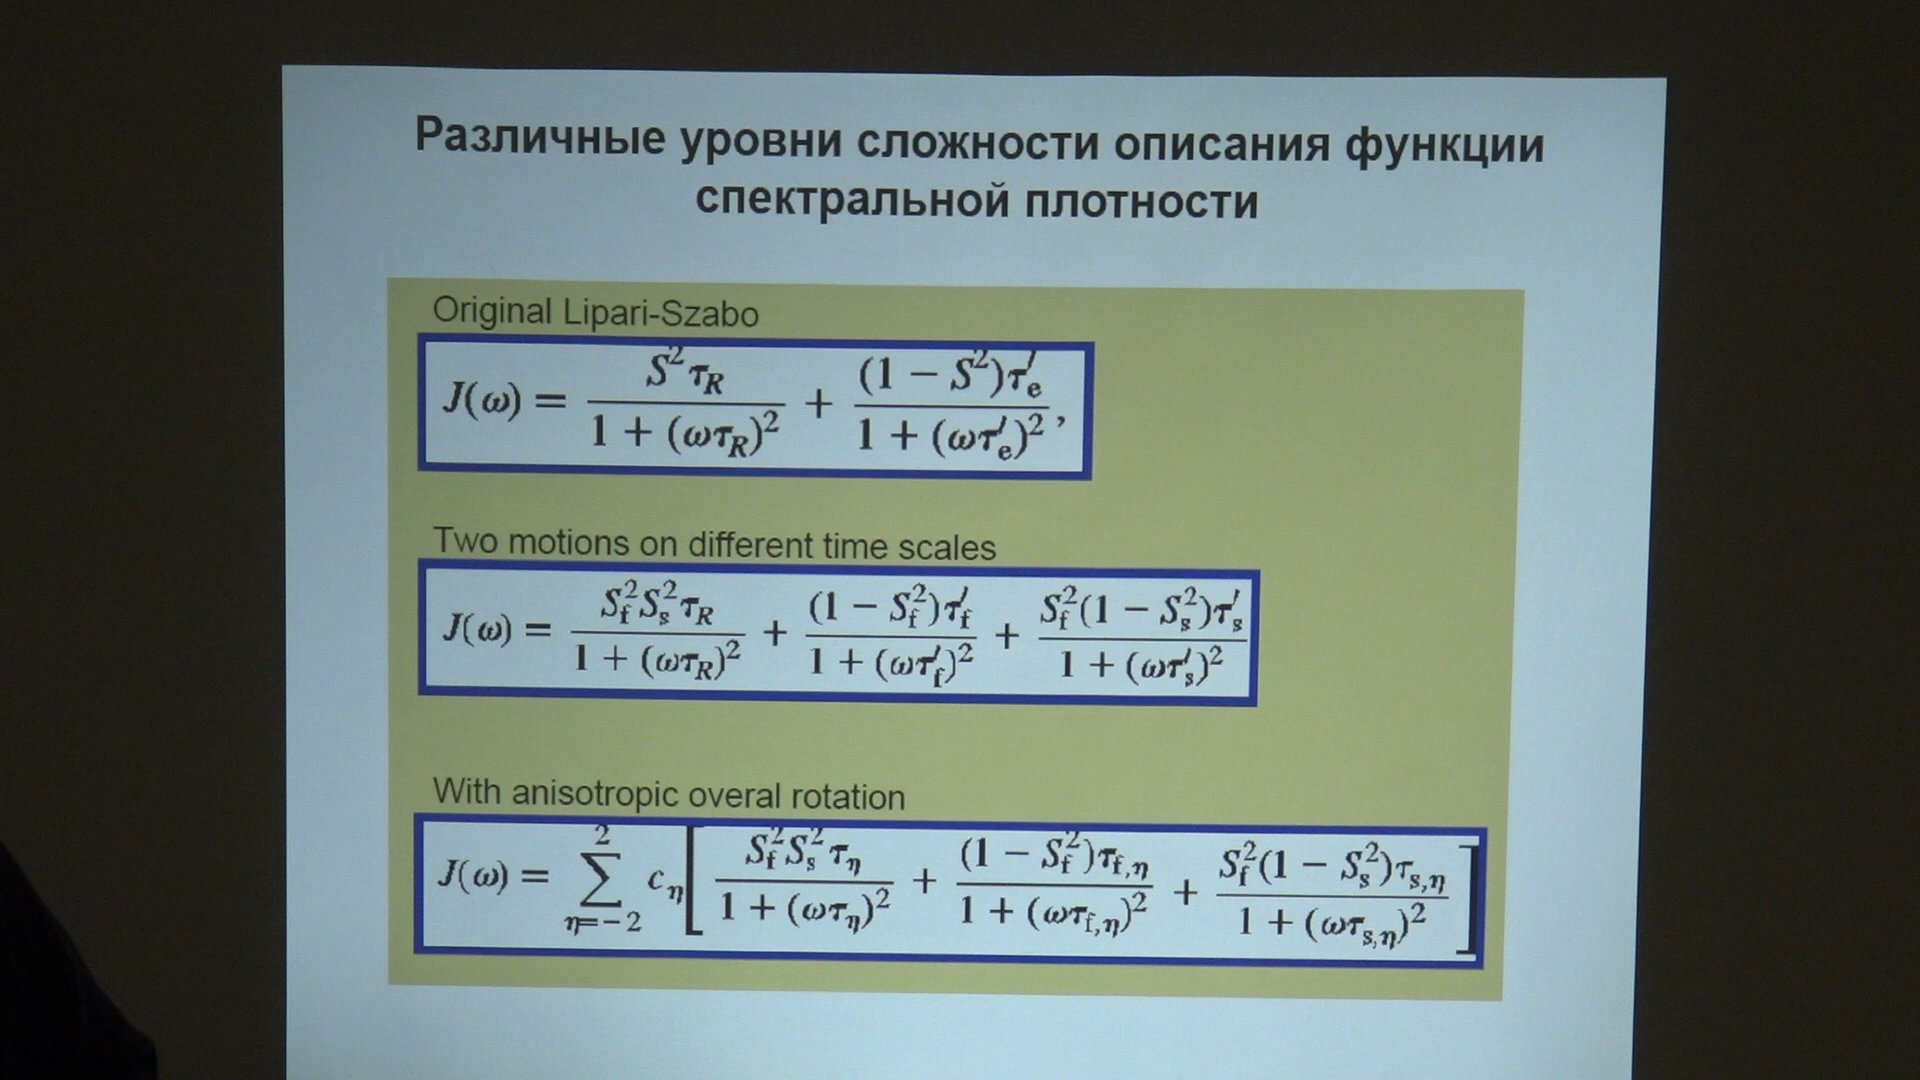 Различные уровни сложности описания функции
спектральной плотности
Original Lipari-Szabo
J(ω) = S²τ_R / (1 + (ωτ_R)²) + (1 − S²)τ′_e / (1 + (ωτ′_e)²),
Two motions on different time scales
J(ω) = S_f²S_s²τ_R / (1 + (ωτ_R)²) + (1 − S_f²)τ′_f / (1 + (ωτ′_f)²) + S_f²(1 − S_s²)τ′_s / (1 + (ωτ′_s)²)
With anisotropic overal rotation
J(ω) = ∑_{η=−2}^{2} c_η [ S_f²S_s²τ_η / (1 + (ωτ_η)²) + (1 − S_f²)τ_{f,η} / (1 + (ωτ_{f,η})²) + S_f²(1 − S_s²)τ_{s,η} / (1 + (ωτ_{s,η})²) ]